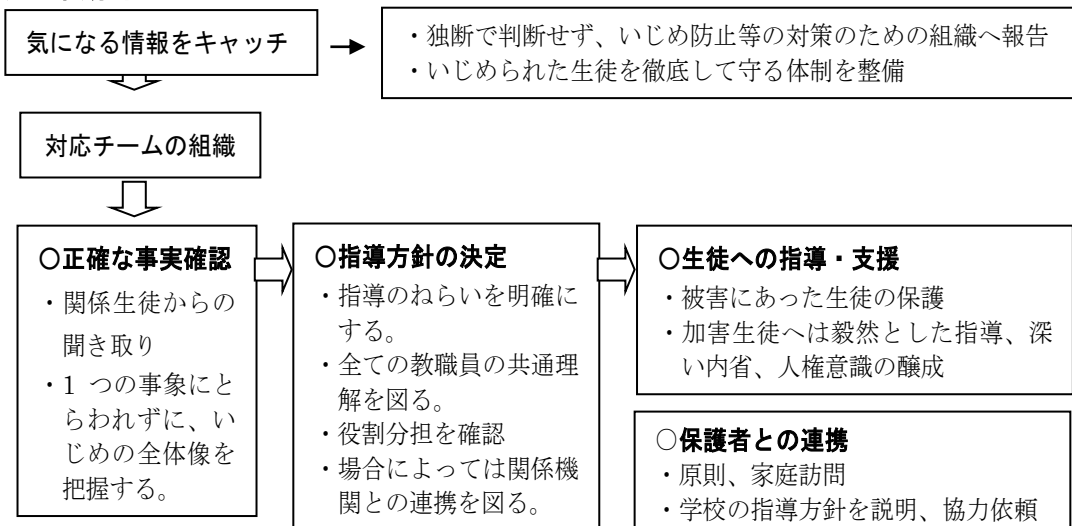 気になる情報をキャッチ
・独断で判断せず、いじめ防止等の対策のための組織へ報告
・いじめられた生徒を徹底して守る体制を整備
対応チームの組織
○正確な事実確認
・関係生徒からの
聞き取り
・1 つの事象にと
らわれずに、い
じめの全体像を
把握する。
○指導方針の決定
・指導のねらいを明確に
する。
・全ての教職員の共通理
解を図る。
・役割分担を確認
・場合によっては関係機
関との連携を図る。
○生徒への指導・支援
・被害にあった生徒の保護
・加害生徒へは毅然とした指導、深
い内省、人権意識の醸成
○保護者との連携
・原則、家庭訪問
・学校の指導方針を説明、協力依頼